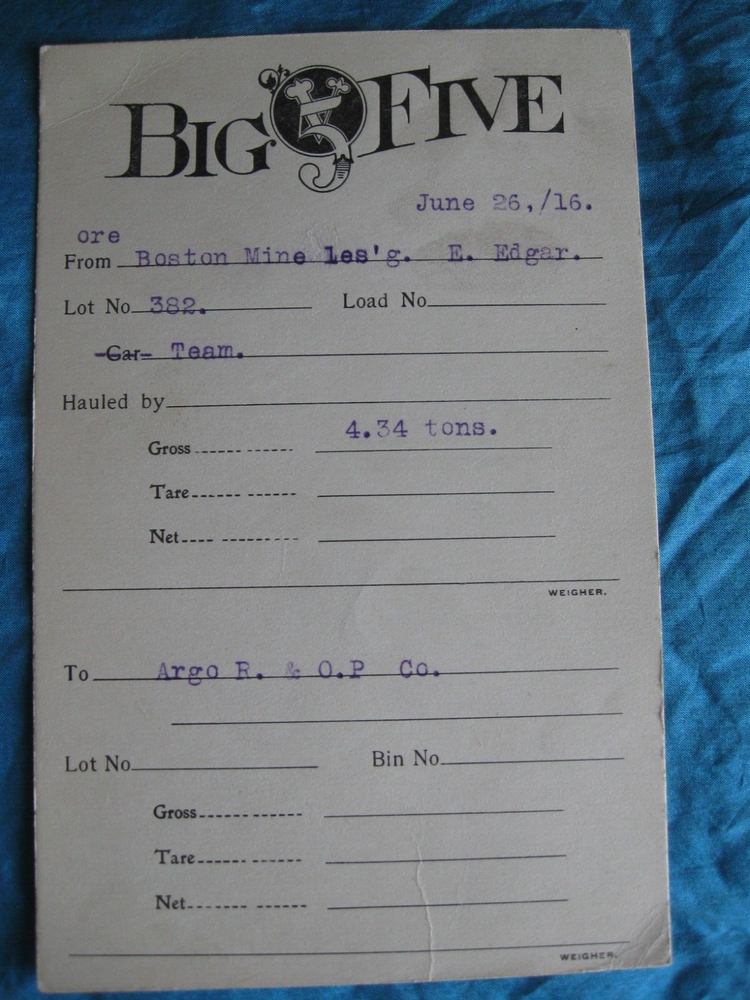 BIG 5 FIVE
June 26,/16.
ore
From Boston Mine les'g. E. Edgar.
Lot No. 382. Load No.
Car Team.
Hauled by
4.34 tons.
Gross
Tare
Net
WEIGHER.
To Argo R. & O.P Co.
Lot No. Bin No.
Gross
Tare
Net
WEIGHER.